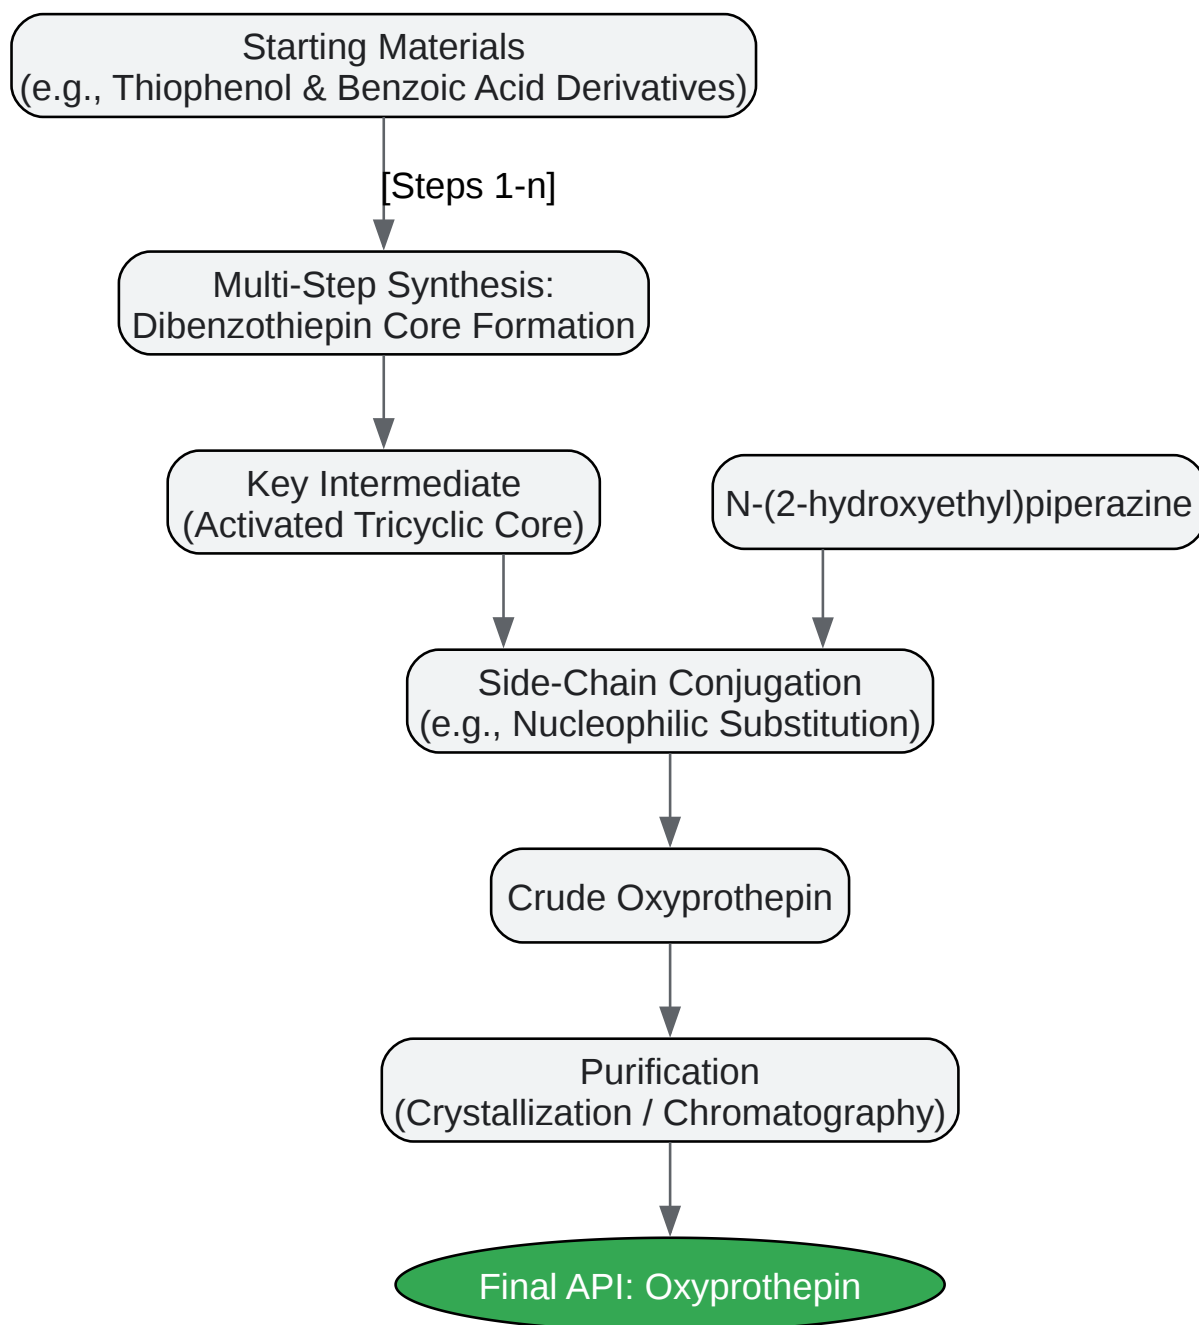 Starting Materials
(e.g., Thiophenol & Benzoic Acid Derivatives)
[Steps 1-n]
Multi-Step Synthesis:
Dibenzothiepin Core Formation
Key Intermediate
(Activated Tricyclic Core)
N-(2-hydroxyethyl)piperazine
Side-Chain Conjugation
(e.g., Nucleophilic Substitution)
Crude Oxyprothepin
Purification
(Crystallization / Chromatography)
Final API: Oxyprothepin